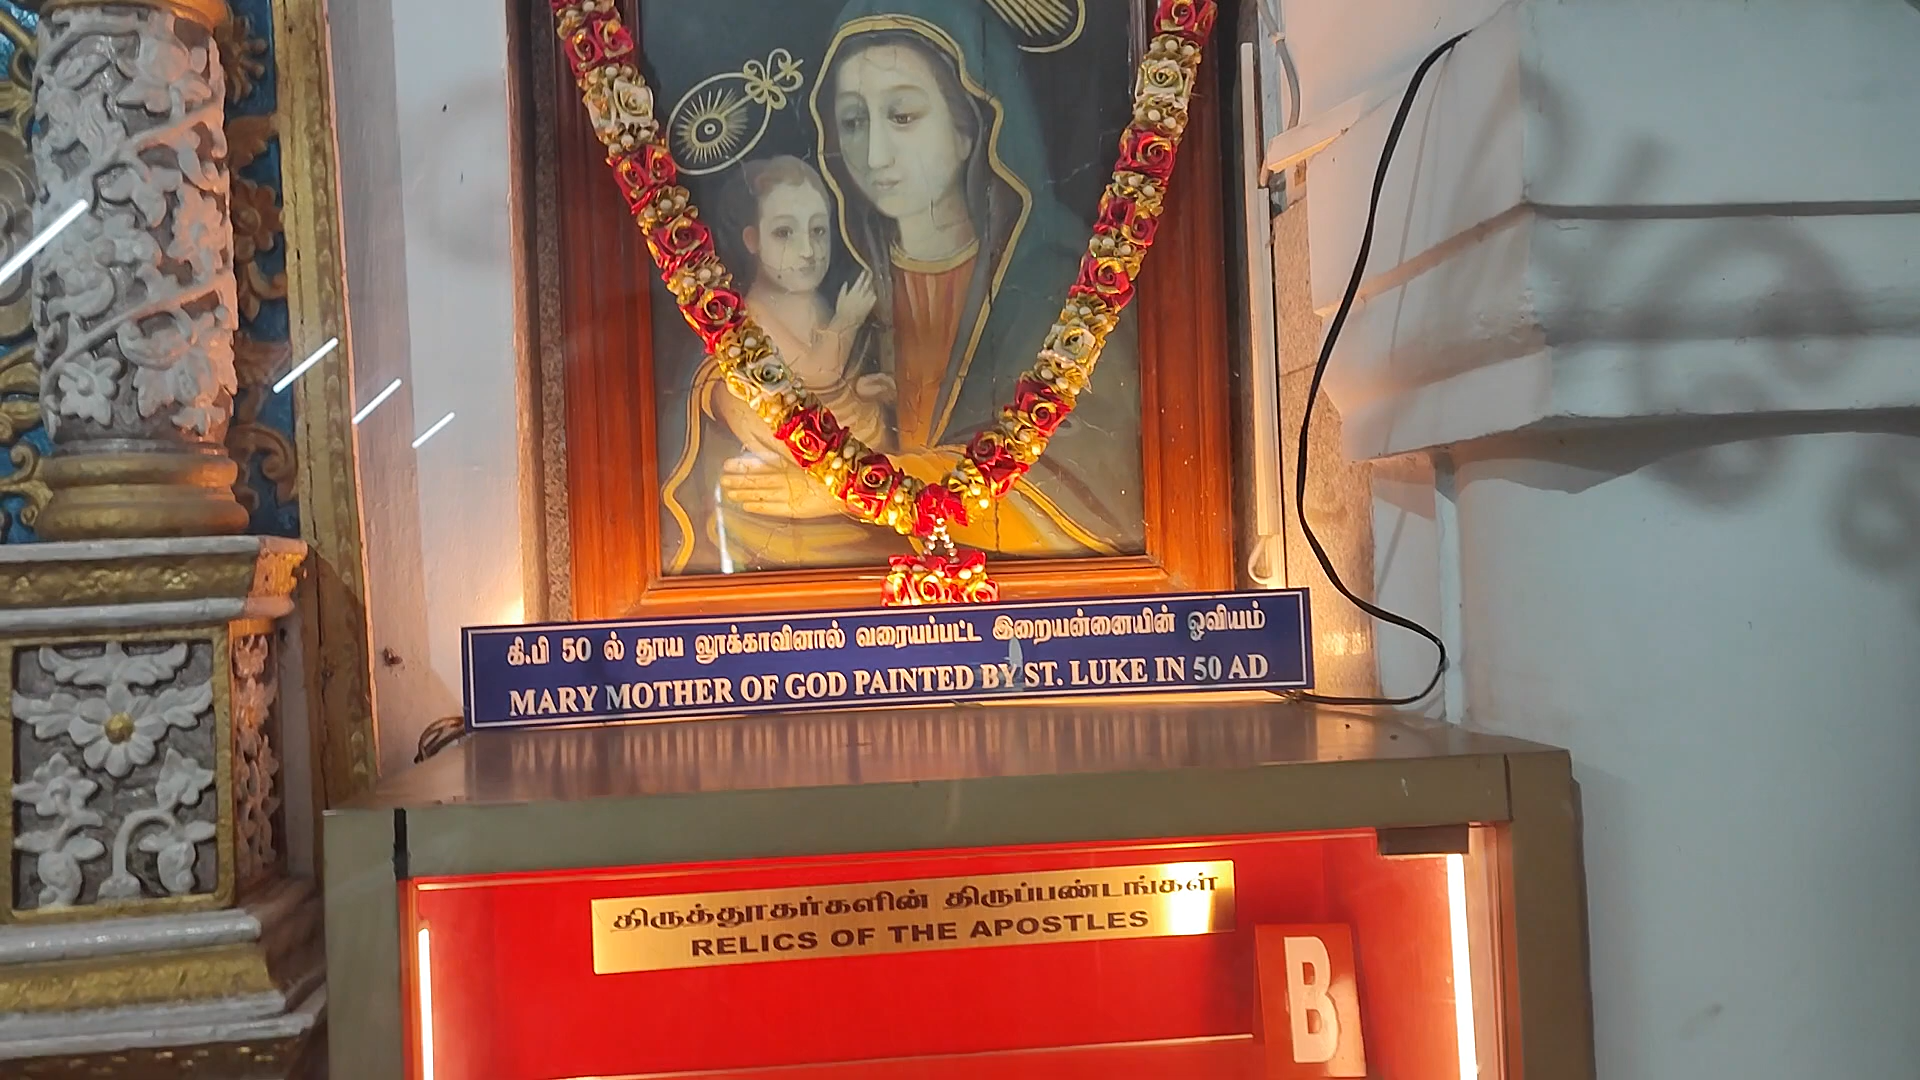 கி.பி 50 ல் தூய லூக்காவினால் வரையப்பட்ட இறையன்னையின் ஓவியம்
MARY MOTHER OF GOD PAINTED BY ST. LUKE IN 50 AD
திருத்தூதர்களின் திருப்பண்டங்கள்
RELICS OF THE APOSTLES
B